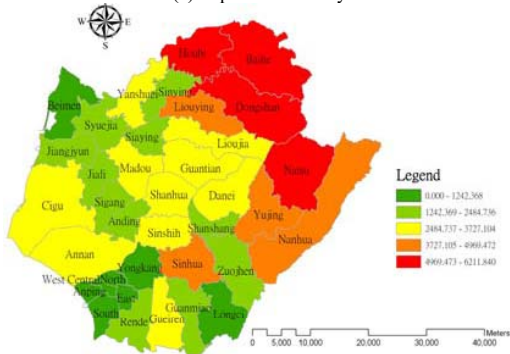 N
W E
S
Houbi
Baihe
Yanshuei
Sinying
Beimen
Liouying
Dongshan
Syuejia
Siaying
Lioujia
Jiangjyun
Nansi
Madou
Guantian
Jiali
Shanhua
Danei
Sigang
Cigu
Yujing
Anding
Shanshang
Nanhua
Sinshih
Annan
Yongkang
Sinhua
Zuojhen
West Central North
Anping
East
South
Rende
Gueiren
Guanmiao
Longci
Legend
0.000 - 1242.368
1242.369 - 2484.736
2484.737 - 3727.104
3727.105 - 4969.472
4969.473 - 6211.840
Meters
0 5,000 10,000 20,000 30,000 40,000